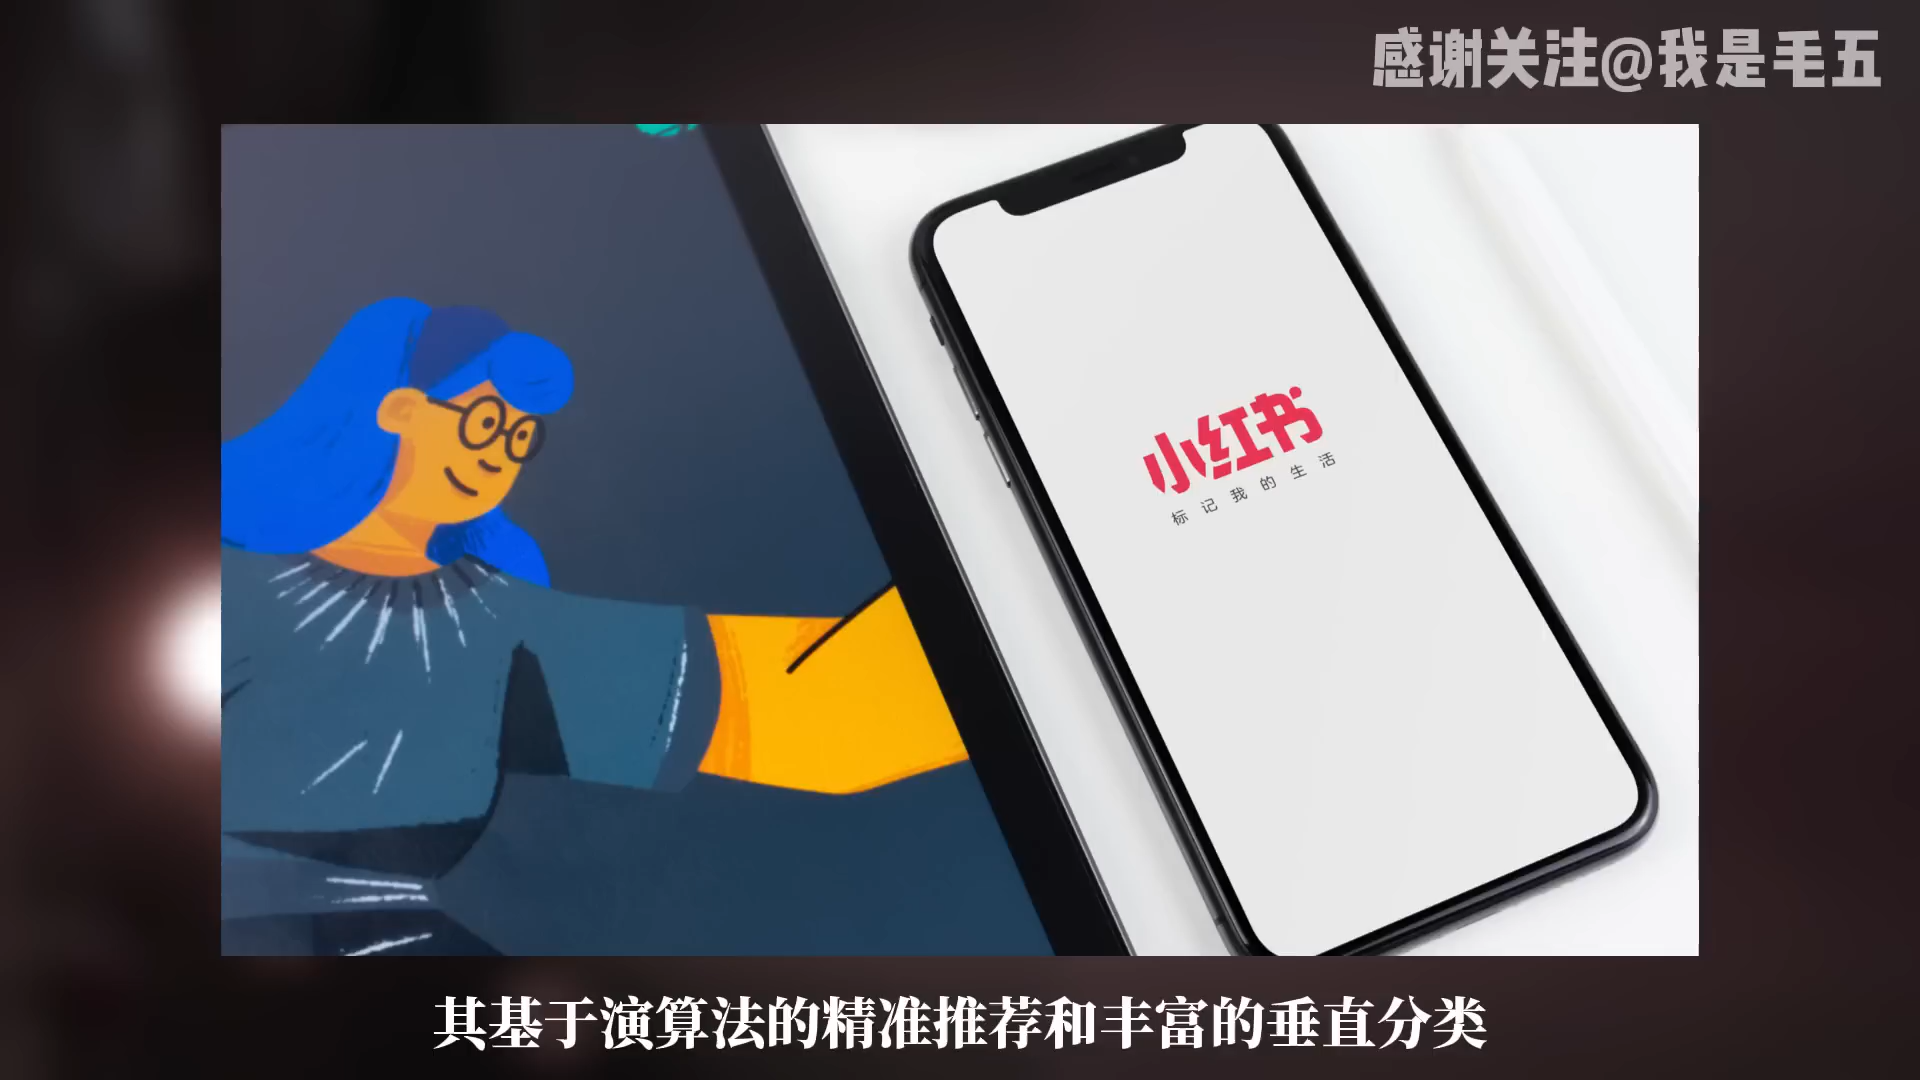 感谢关注@我是毛五
小红书
标记我的生活
其基于演算法的精准推荐和丰富的垂直分类